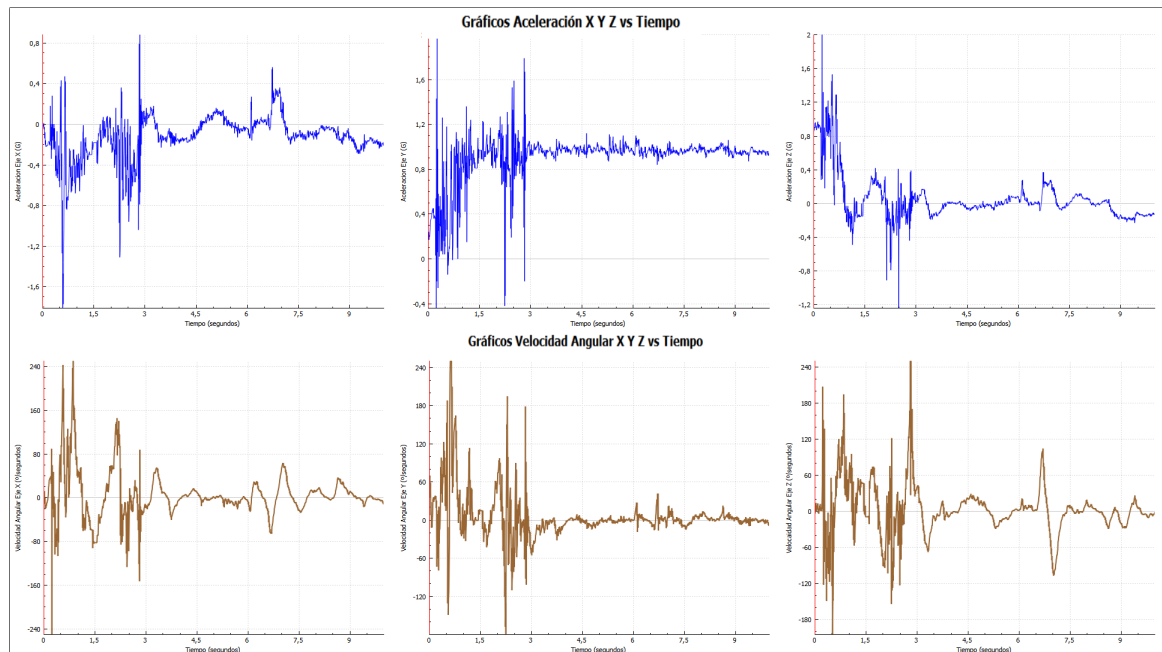 Gráficos Aceleración X Y Z vs Tiempo
Aceleracion Eje X (G)
0,8
0,4
0
-0,4
-0,8
-1,2
-1,6
0 1,5 3 4,5 6 7,5 9
Tiempo (segundos)
Aceleracion Eje Y (G)
1,6
1,2
0,8
0,4
0
-0,4
0 1,5 3 4,5 6 7,5 9
Tiempo (segundos)
Aceleracion Eje Z (G)
2
1,6
1,2
0,8
0,4
0
-0,4
-0,8
-1,2
0 1,5 3 4,5 6 7,5 9
Tiempo (segundos)
Gráficos Velocidad Angular X Y Z vs Tiempo
Velocidad Angular Eje X (º/segundos)
240
160
80
0
-80
-160
-240
0 1,5 3 4,5 6 7,5 9
Tiempo (segundos)
Velocidad Angular Eje Y (º/segundos)
240
180
120
60
0
-60
-120
0 1,5 3 4,5 6 7,5 9
Tiempo (segundos)
Velocidad Angular Eje Z (º/segundos)
240
180
120
60
0
-60
-120
-180
0 1,5 3 4,5 6 7,5 9
Tiempo (segundos)